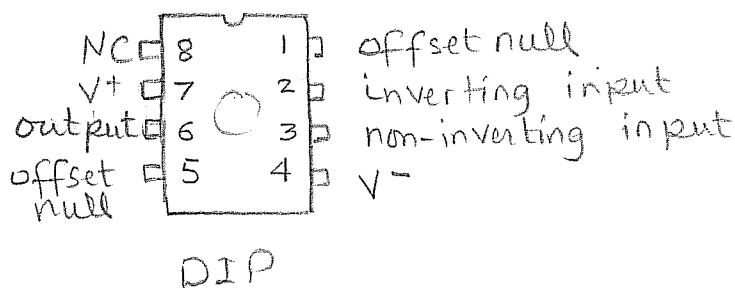 NC 8 1 offset null
V+ 7 2 inverting input
output 6 3 non-inverting input
offset null 5 4 V-
DIP